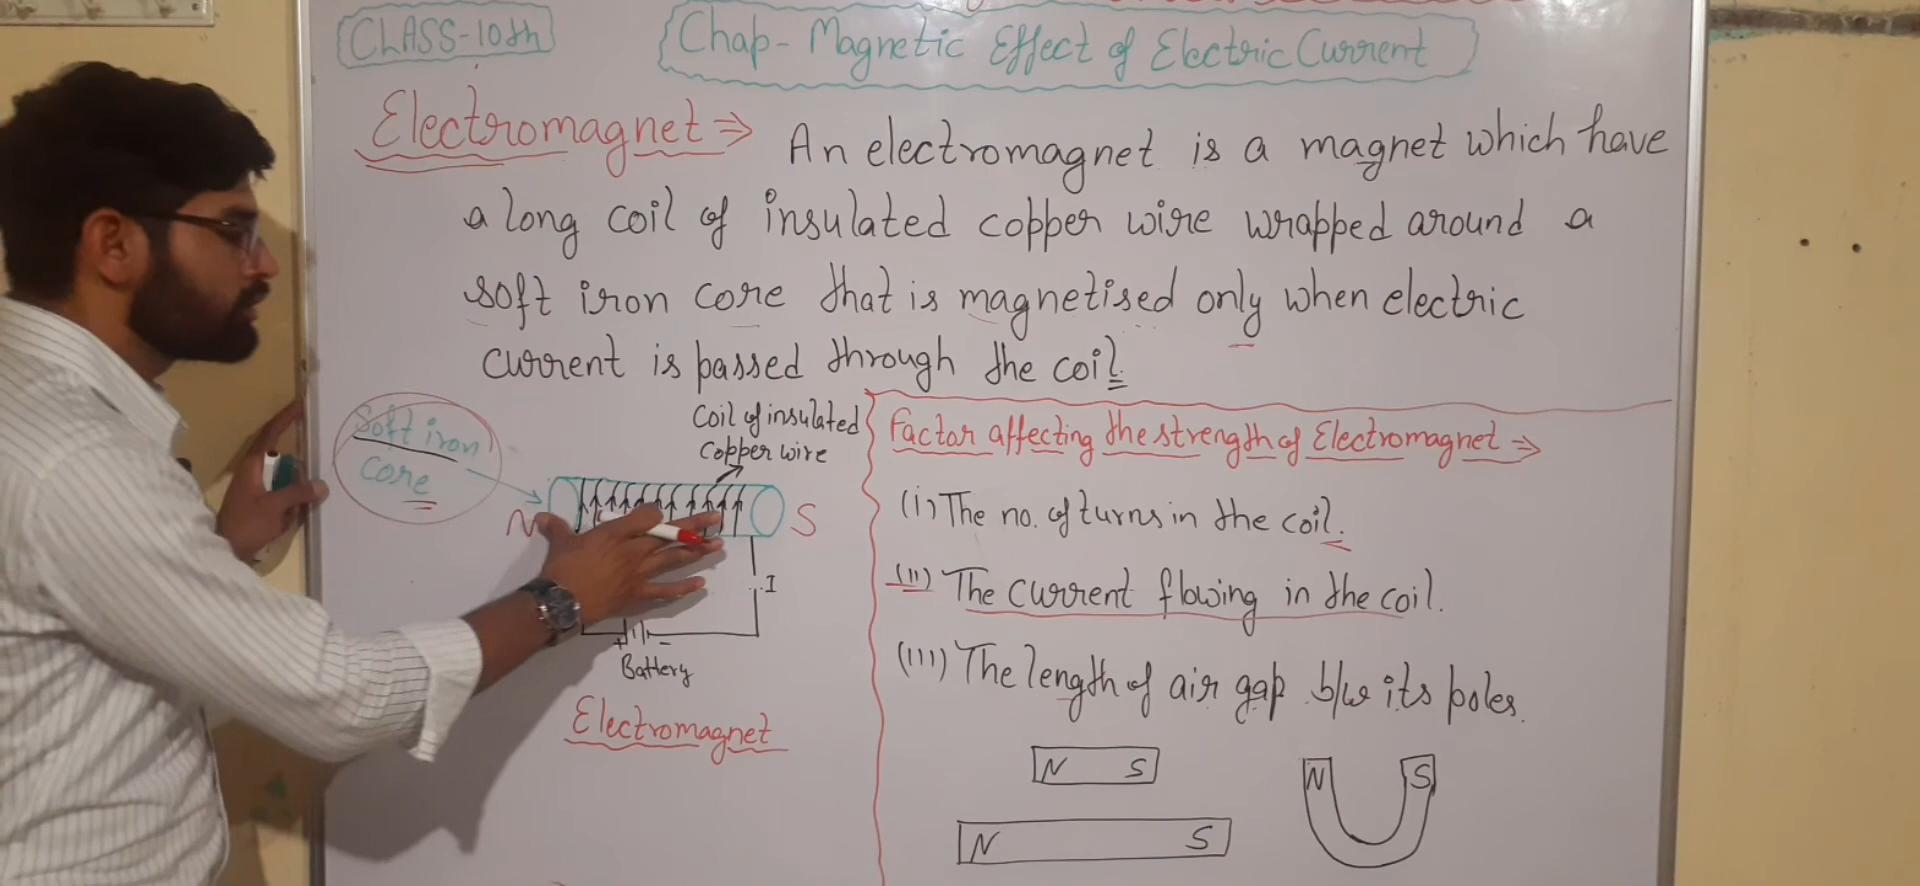 CLASS-10th
Chap- Magnetic Effect of Electric Current
Electromagnet ⇒ An electromagnet is a magnet which have
a long coil of insulated copper wire wrapped around a
soft iron core that is magnetised only when electric
current is passed through the coil.
Soft iron
core
Coil of insulated
Copper wire
N
S
I
+
-
Battery
Electromagnet
Factor affecting the strength of Electromagnet ⇒
(i) The no. of turns in the coil.
(ii) The current flowing in the coil.
(iii) The length of air gap b/w its poles.
N S
N S
N S